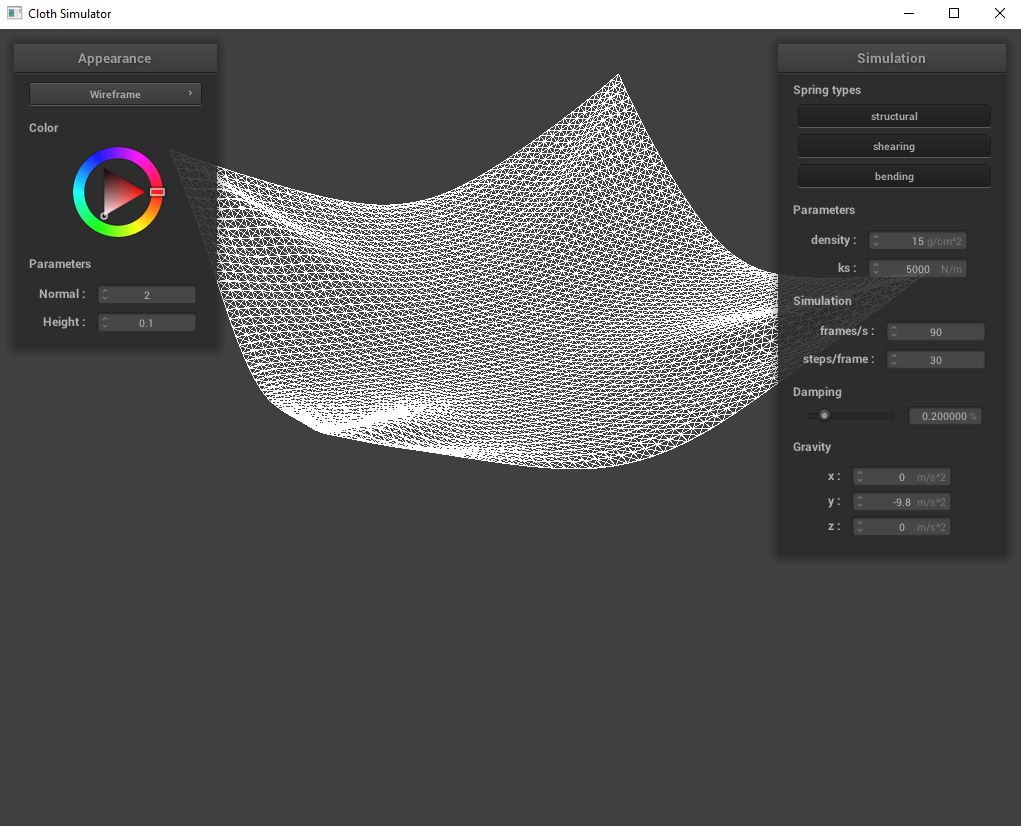 Cloth Simulator
Appearance
Wireframe
Color
Parameters
Normal : 2
Height : 0.1
Simulation
Spring types
structural
shearing
bending
Parameters
density : 15 g/cm^2
ks : 5000 N/m
Simulation
frames/s : 90
steps/frame : 30
Damping
0.200000 %
Gravity
x : 0 m/s^2
y : -9.8 m/s^2
z : 0 m/s^2